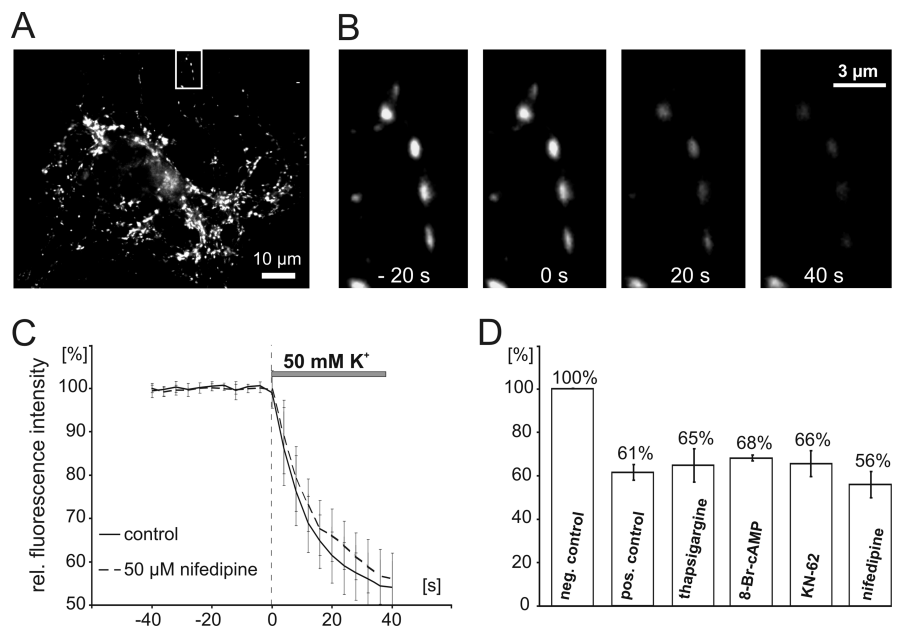 A
10 μm
B
- 20 s
0 s
20 s
3 μm
40 s
C
[%]
rel. fluorescence intensity
100
90
80
70
60
50
50 mM K⁺
control
50 μM nifedipine
[s]
-40
-20
0
20
40
D
[%]
100
80
60
40
20
0
100%
61%
65%
68%
66%
56%
neg. control
pos. control
thapsigargine
8-Br-cAMP
KN-62
nifedipine